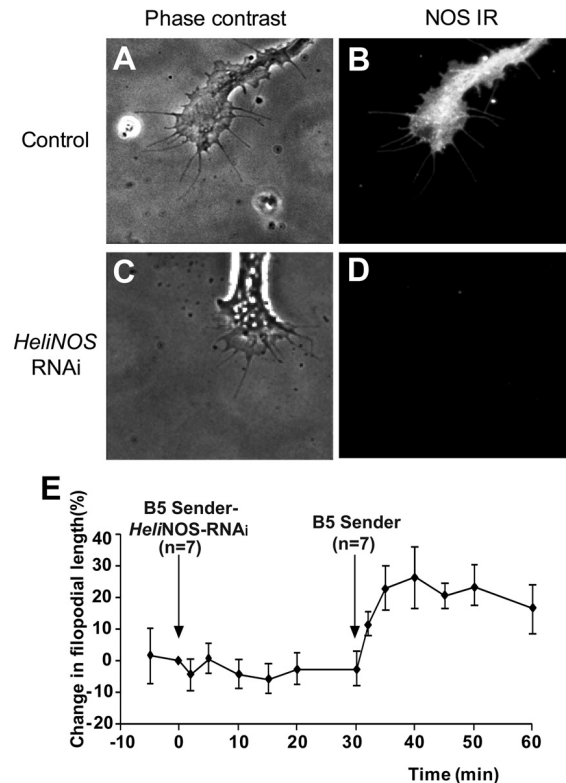 Phase contrast
NOS IR
Control
A
B
HeliNOS
RNAi
C
D
E
B5 Sender-
HeliNOS-RNAi
(n=7)
B5 Sender
(n=7)
Change in filopodial length(%)
40
30
20
10
0
-10
-20
-10
0
10
20
30
40
50
60
Time (min)